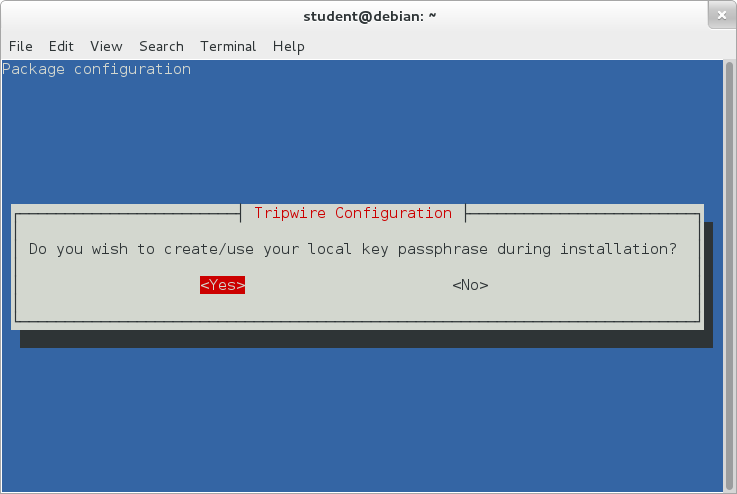 student@debian: ~
File Edit View Search Terminal Help
Package configuration
Tripwire Configuration
Do you wish to create/use your local key passphrase during installation?
<Yes> <No>